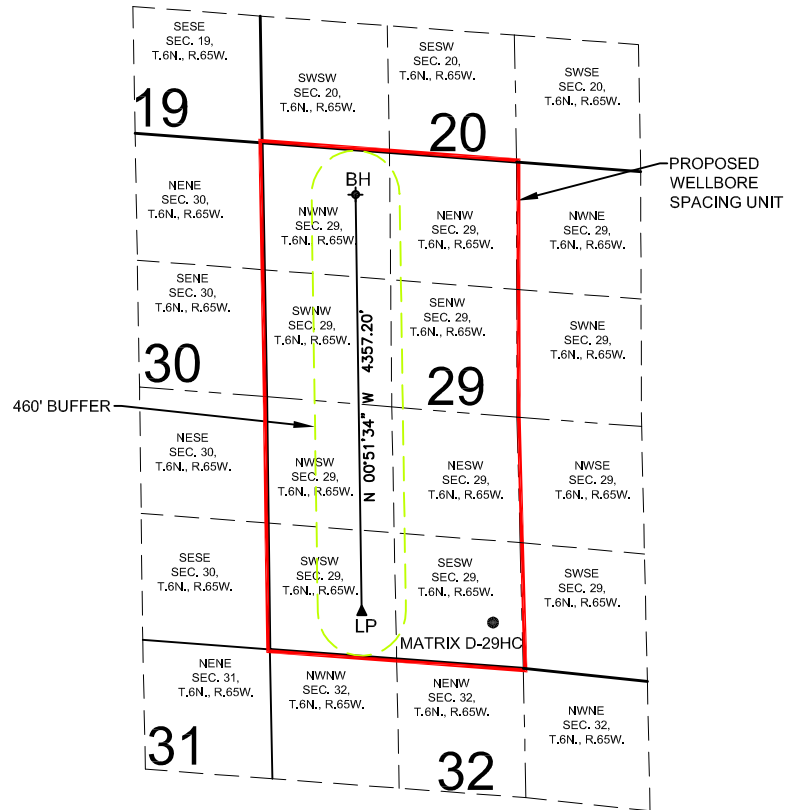 SESE
SEC. 19,
T.6N., R.65W.
SWSW
SEC. 20,
T.6N., R.65W.
SESW
SEC. 20,
T.6N., R.65W.
SWSE
SEC. 20,
T.6N., R.65W.
19
20
PROPOSED
WELLBORE
SPACING UNIT
BH
NENE
SEC. 30,
T.6N., R.65W.
NWNW
SEC. 29,
T.6N., R.65W.
NENW
SEC. 29,
T.6N., R.65W.
NWNE
SEC. 29,
T.6N., R.65W.
SENE
SEC. 30,
T.6N., R.65W.
SWNW
SEC. 29,
T.6N., R.65W.
SENW
SEC. 29,
T.6N., R.65W.
SWNE
SEC. 29,
T.6N., R.65W.
30
29
N 00°51'34" W 4357.20'
460' BUFFER
NESE
SEC. 30,
T.6N., R.65W.
NWSW
SEC. 29,
T.6N., R.65W.
NESW
SEC. 29,
T.6N., R.65W.
NWSE
SEC. 29,
T.6N., R.65W.
SESE
SEC. 30,
T.6N., R.65W.
SWSW
SEC. 29,
T.6N., R.65W.
SESW
SEC. 29,
T.6N., R.65W.
SWSE
SEC. 29,
T.6N., R.65W.
LP
MATRIX D-29HC
NENE
SEC. 31,
T.6N., R.65W.
NWNW
SEC. 32,
T.6N., R.65W.
NENW
SEC. 32,
T.6N., R.65W.
NWNE
SEC. 32,
T.6N., R.65W.
31
32